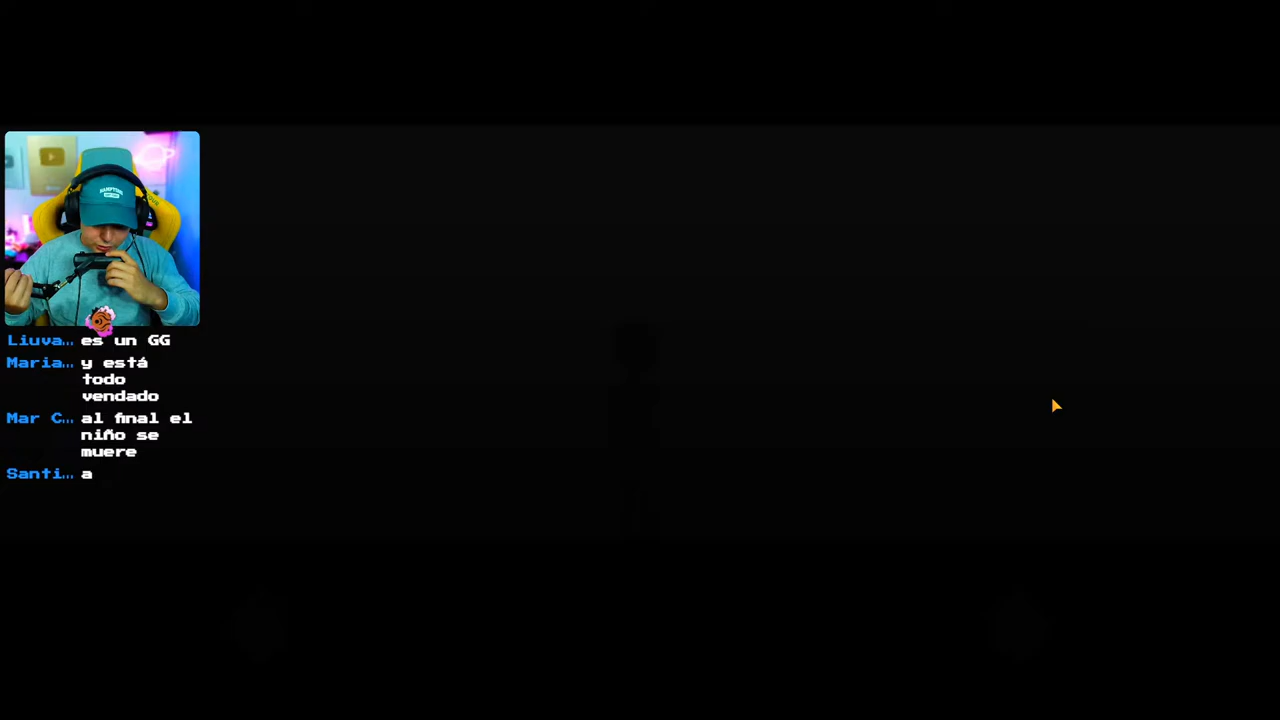 Liuva... es un GG
Maria... y está
todo
vendado
Mar C... al final el
niño se
muere
Santi... a